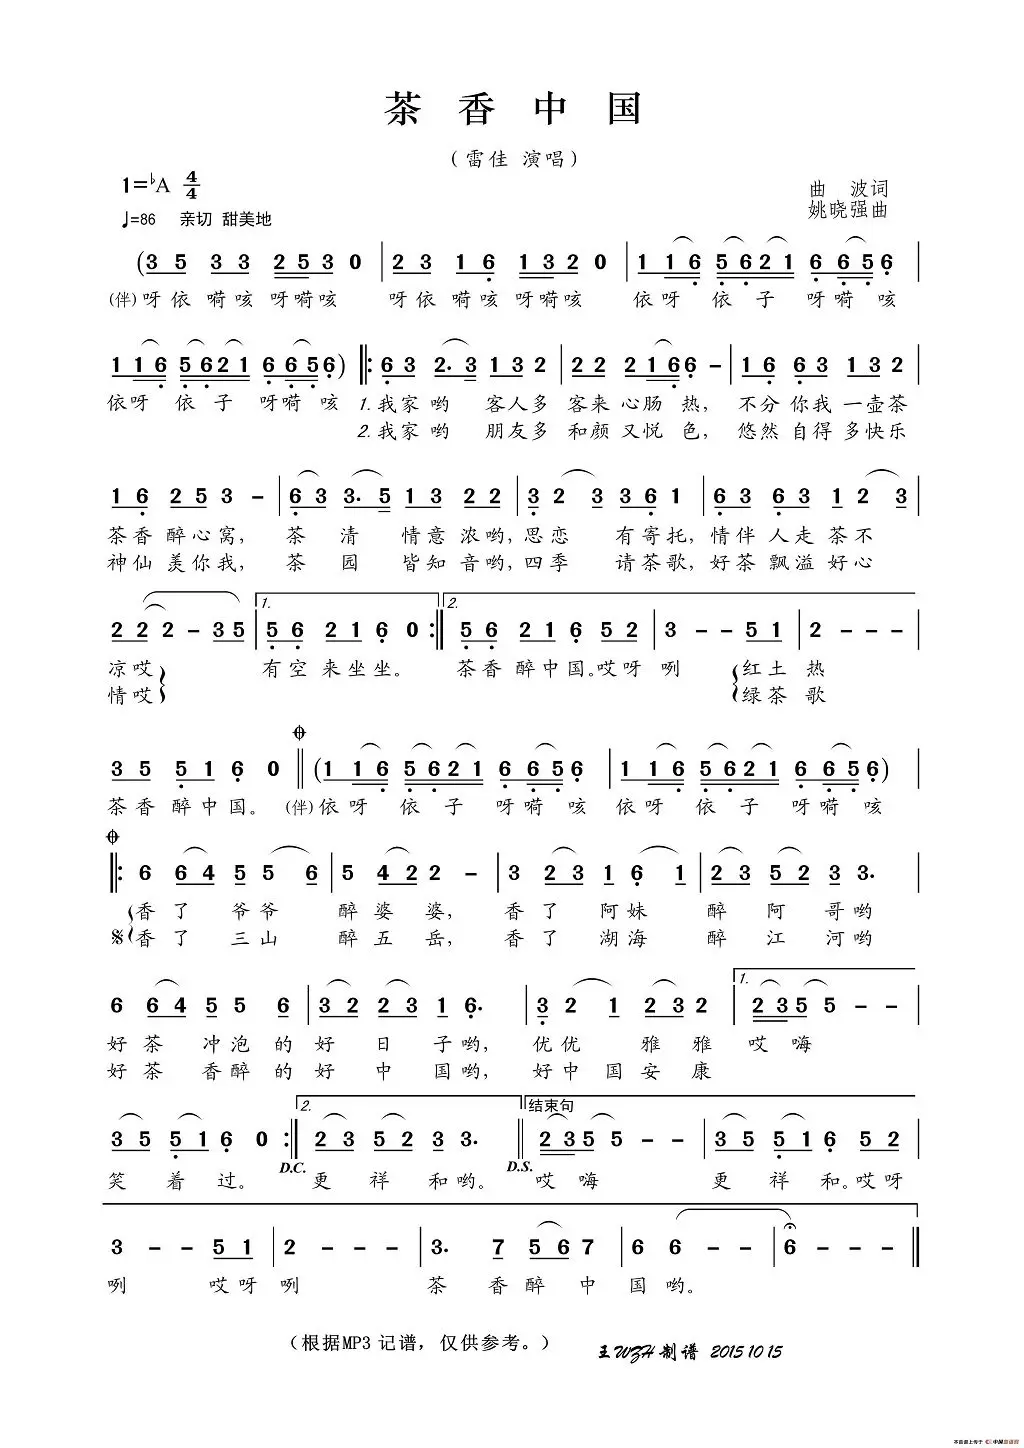 茶香中国
（雷佳 演唱）
1=♭A 4/4
曲 波词
♩=86 亲切 甜美地
姚晓强曲
(3 5 3 3 2 5 3 0 | 2 3 1 6 1 3 2 0 | 1 1 6 5 6 2 1 6 6 5 6
(伴)呀依 嗬咳 呀嗬咳 呀依 嗬咳 呀嗬咳 依呀 依子 呀嗬 咳
1 1 6 5 6 2 1 6 6 5 6) ‖: 6 3 2. 3 1 3 2 | 2 2 2 1 6 6 - | 1 6 6 3 1 3 2
依呀 依子 呀嗬 咳 1.我家哟 客人多 客来心肠 热， 不分你我一壶茶
2.我家哟 朋友多 和颜又悦 色， 悠然自得多快乐
1 6 2 5 3 - | 6 3 3. 5 1 3 2 2 | 3 2 3 3 6 1 | 6 3 6 3 1 2 3
茶香醉心窝， 茶 清 情意浓哟，思恋 有寄托，情伴人走茶不
神仙羡你我， 茶 园 皆知音哟，四季 请茶歌，好茶飘溢好心
2 2 2 - 3 5 | 1. 5 6 2 1 6 0 :‖ 2. 5 6 2 1 6 5 2 | 3 - - 5 1 | 2 - - -
凉哎 有空来坐坐。 茶香醉中国。哎呀 咧 红土 热
情哎 绿茶 歌
3 5 5 1 6 0 ‖ (1 1 6 5 6 2 1 6 6 5 6 | 1 1 6 5 6 2 1 6 6 5 6)
茶香醉中国。 (伴)依呀 依子 呀嗬 咳 依呀 依子 呀嗬 咳
‖: 6 6 4 5 5 6 | 5 4 2 2 - | 3 2 3 1 6 1 | 2 3 5 2 3 3.
香了 爷爷 醉婆婆， 香了 阿妹 醉阿哥哟
香了 三山 醉五岳， 香了 湖海 醉江河哟
6 6 4 5 5 6 | 3 2 2 3 1 6. | 3 2 1 2 3 2 | 1. 2 3 5 5 - -
好茶 冲泡的 好日子哟， 优优 雅雅 哎嗨
好茶 香醉的 好中国哟， 好中国安康
3 5 5 1 6 0 :‖ D.C. 2. 2 3 5 2 3 3. ‖ D.S. 结束句 2 3 5 5 - - | 3 5 5 1 6 5 2
笑着过。 更祥和哟。 哎嗨 更祥和。哎呀
3 - - 5 1 | 2 - - - | 3. 7 5 6 7 | 6 6 - - | 6 - - ‖
咧 哎呀 咧 茶香醉中国哟。
（根据MP3记谱，仅供参考。）
王WZH制谱 2015 10 15